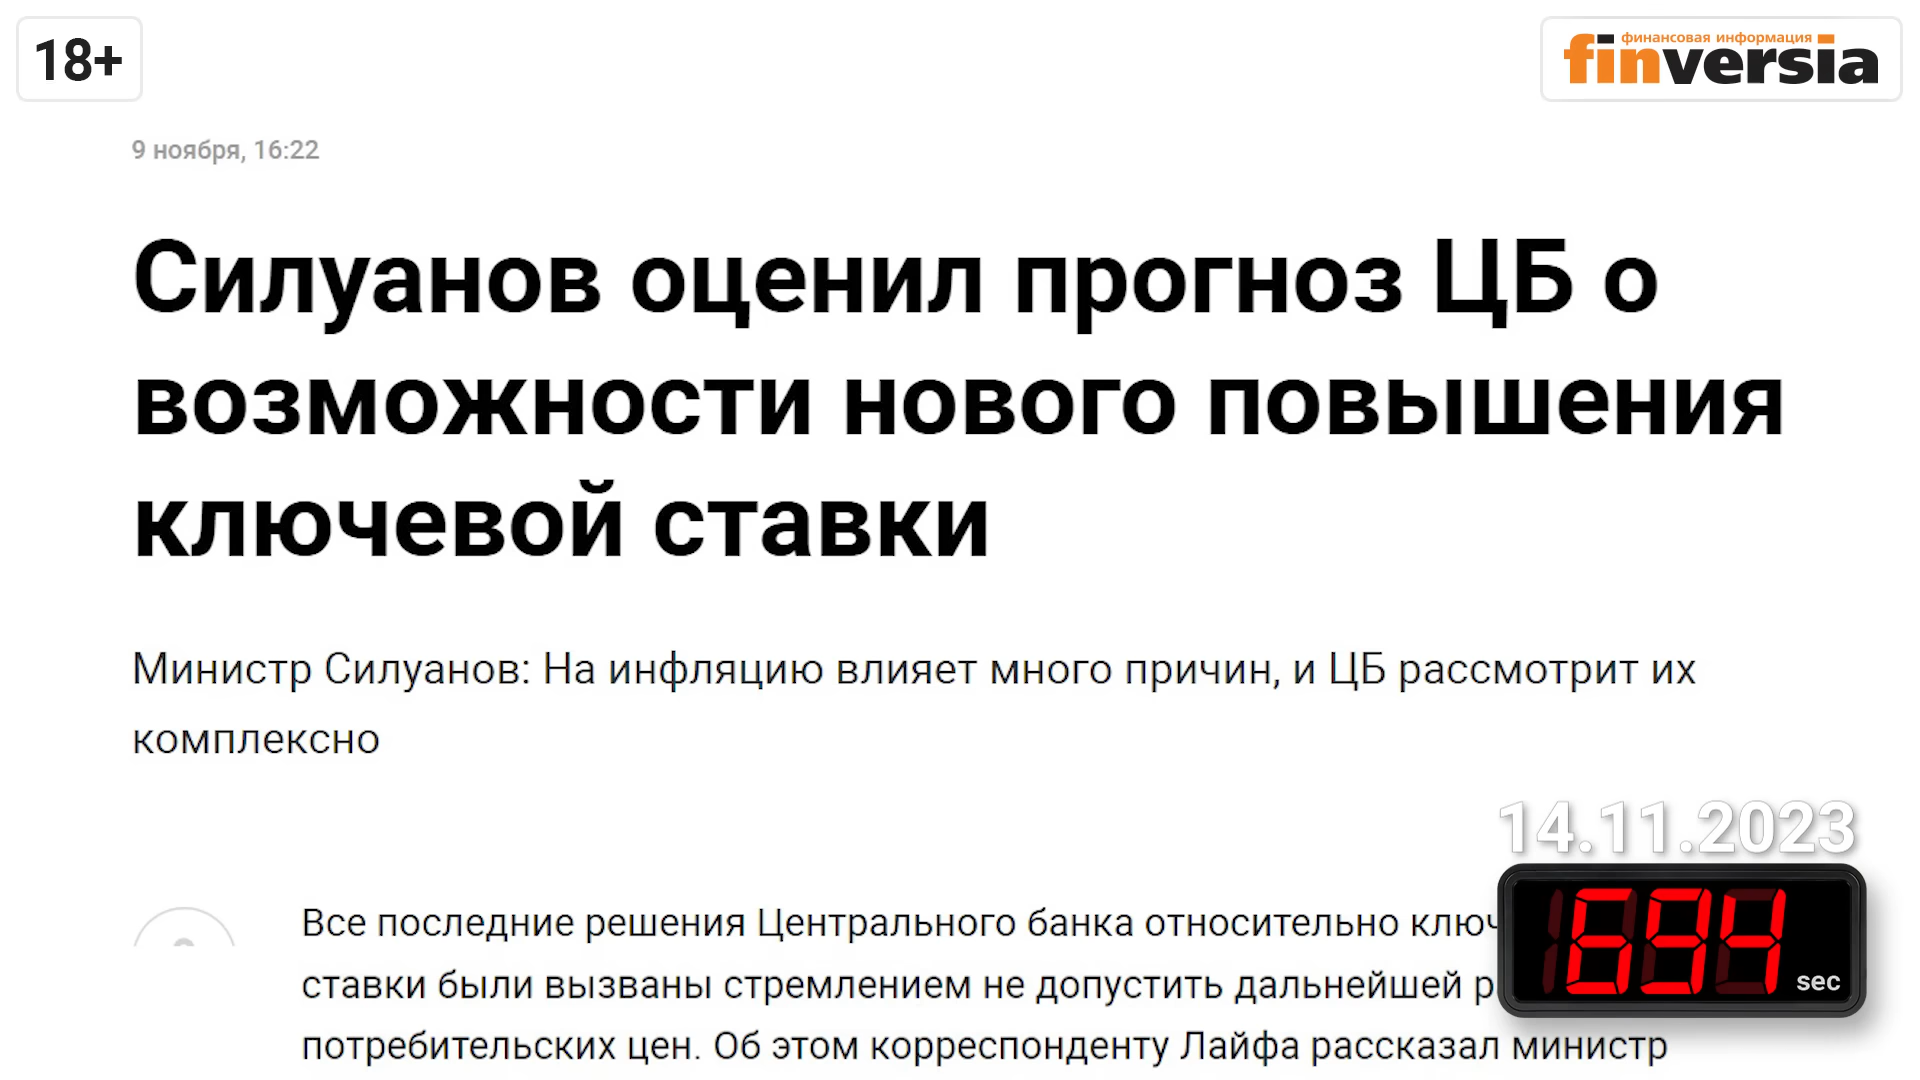 18+
финансовая информация
finversia
9 ноября, 16:22
Силуанов оценил прогноз ЦБ о
возможности нового повышения
ключевой ставки
Министр Силуанов: На инфляцию влияет много причин, и ЦБ рассмотрит их
комплексно
14.11.2023
694 sec
Все последние решения Центрального банка относительно
ставки были вызваны стремлением не допустить дальнейшей
потребительских цен. Об этом корреспонденту Лайфа рассказал министр